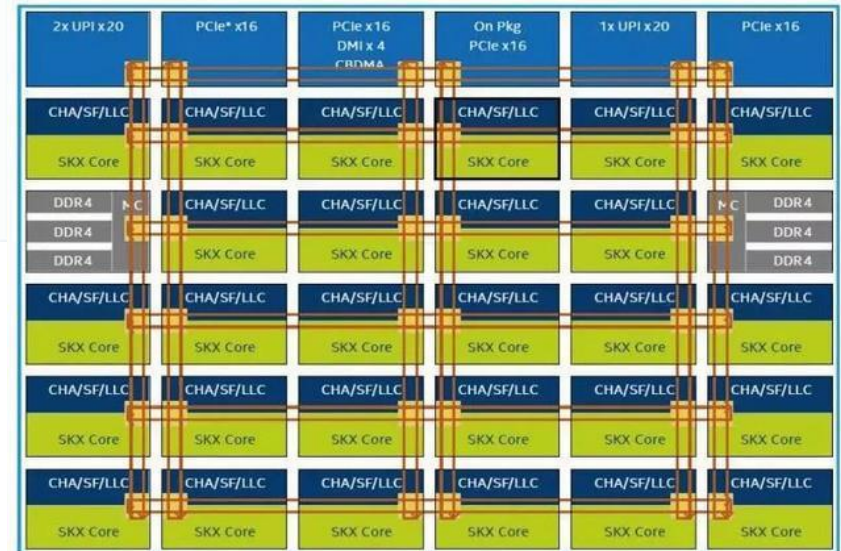 2x UPI x20
PCIe* x16
PCIe x16
DMI x 4
CBDMA
On Pkg
PCIe x16
1x UPI x20
PCIe x16
CHA/SF/LLC CHA/SF/LLC CHA/SF/LLC CHA/SF/LLC CHA/SF/LLC CHA/SF/LLC
SKX Core SKX Core SKX Core SKX Core SKX Core SKX Core
DDR4 MC CHA/SF/LLC CHA/SF/LLC CHA/SF/LLC CHA/SF/LLC MC DDR4
DDR4 DDR4
DDR4 SKX Core SKX Core SKX Core SKX Core DDR4
CHA/SF/LLC CHA/SF/LLC CHA/SF/LLC CHA/SF/LLC CHA/SF/LLC CHA/SF/LLC
SKX Core SKX Core SKX Core SKX Core SKX Core SKX Core
CHA/SF/LLC CHA/SF/LLC CHA/SF/LLC CHA/SF/LLC CHA/SF/LLC CHA/SF/LLC
SKX Core SKX Core SKX Core SKX Core SKX Core SKX Core
CHA/SF/LLC CHA/SF/LLC CHA/SF/LLC CHA/SF/LLC CHA/SF/LLC CHA/SF/LLC
SKX Core SKX Core SKX Core SKX Core SKX Core SKX Core